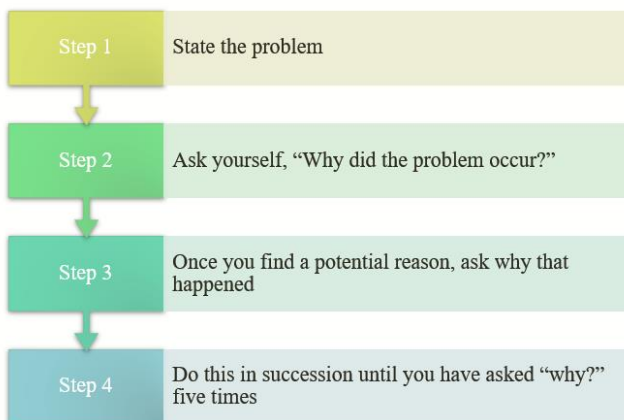 Step 1
State the problem
Step 2
Ask yourself, “Why did the problem occur?”
Step 3
Once you find a potential reason, ask why that
happened
Step 4
Do this in succession until you have asked “why?”
five times